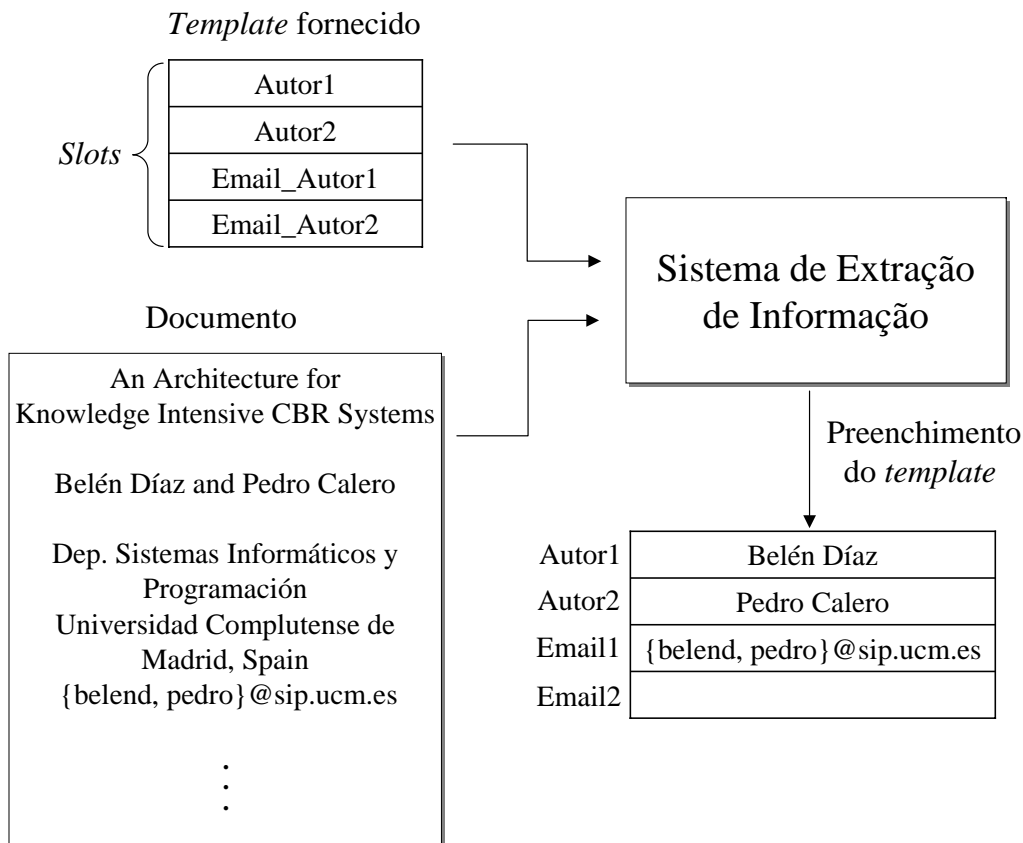 Template fornecido
Slots
Autor1
Autor2
Email_Autor1
Email_Autor2
Documento
An Architecture for
Knowledge Intensive CBR Systems
Belén Díaz and Pedro Calero
Dep. Sistemas Informáticos y
Programación
Universidad Complutense de
Madrid, Spain
{belend, pedro}@sip.ucm.es
.
.
.
Sistema de Extração
de Informação
Preenchimento
do template
Autor1 Belén Díaz
Autor2 Pedro Calero
Email1 {belend, pedro}@sip.ucm.es
Email2